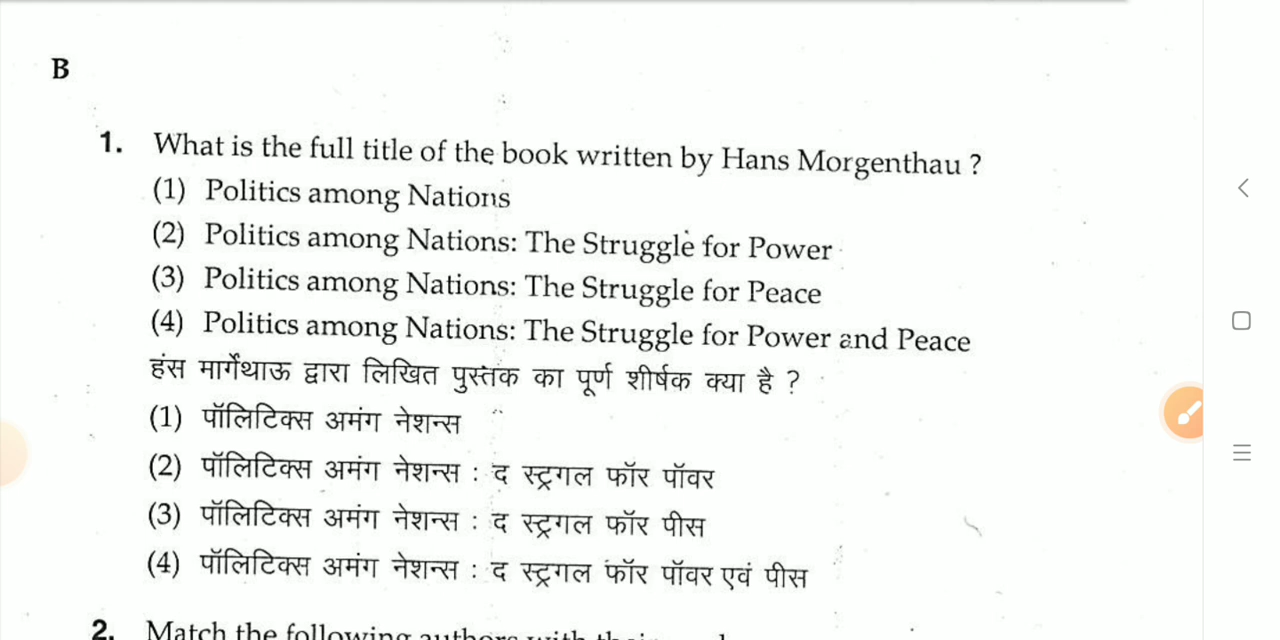 B
1. What is the full title of the book written by Hans Morgenthau ?
(1) Politics among Nations
(2) Politics among Nations: The Struggle for Power
(3) Politics among Nations: The Struggle for Peace
(4) Politics among Nations: The Struggle for Power and Peace
हंस मार्गेंथाऊ द्वारा लिखित पुस्तक का पूर्ण शीर्षक क्या है ?
(1) पॉलिटिक्स अमंग नेशन्स
(2) पॉलिटिक्स अमंग नेशन्स : द स्ट्रगल फॉर पॉवर
(3) पॉलिटिक्स अमंग नेशन्स : द स्ट्रगल फॉर पीस
(4) पॉलिटिक्स अमंग नेशन्स : द स्ट्रगल फॉर पॉवर एवं पीस
2. Match the following authors with